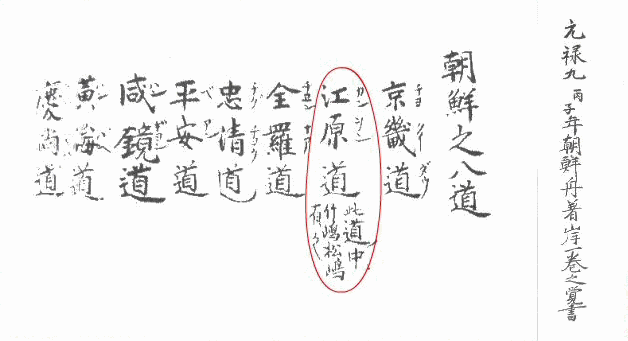 元禄九丙子年朝鮮舟着岸一巻之覺書
朝鮮之八道
京畿道
江原道
此道中
竹嶋松嶋
有之
全羅道
忠清道
平安道
咸鏡道
黄海道
慶尚道